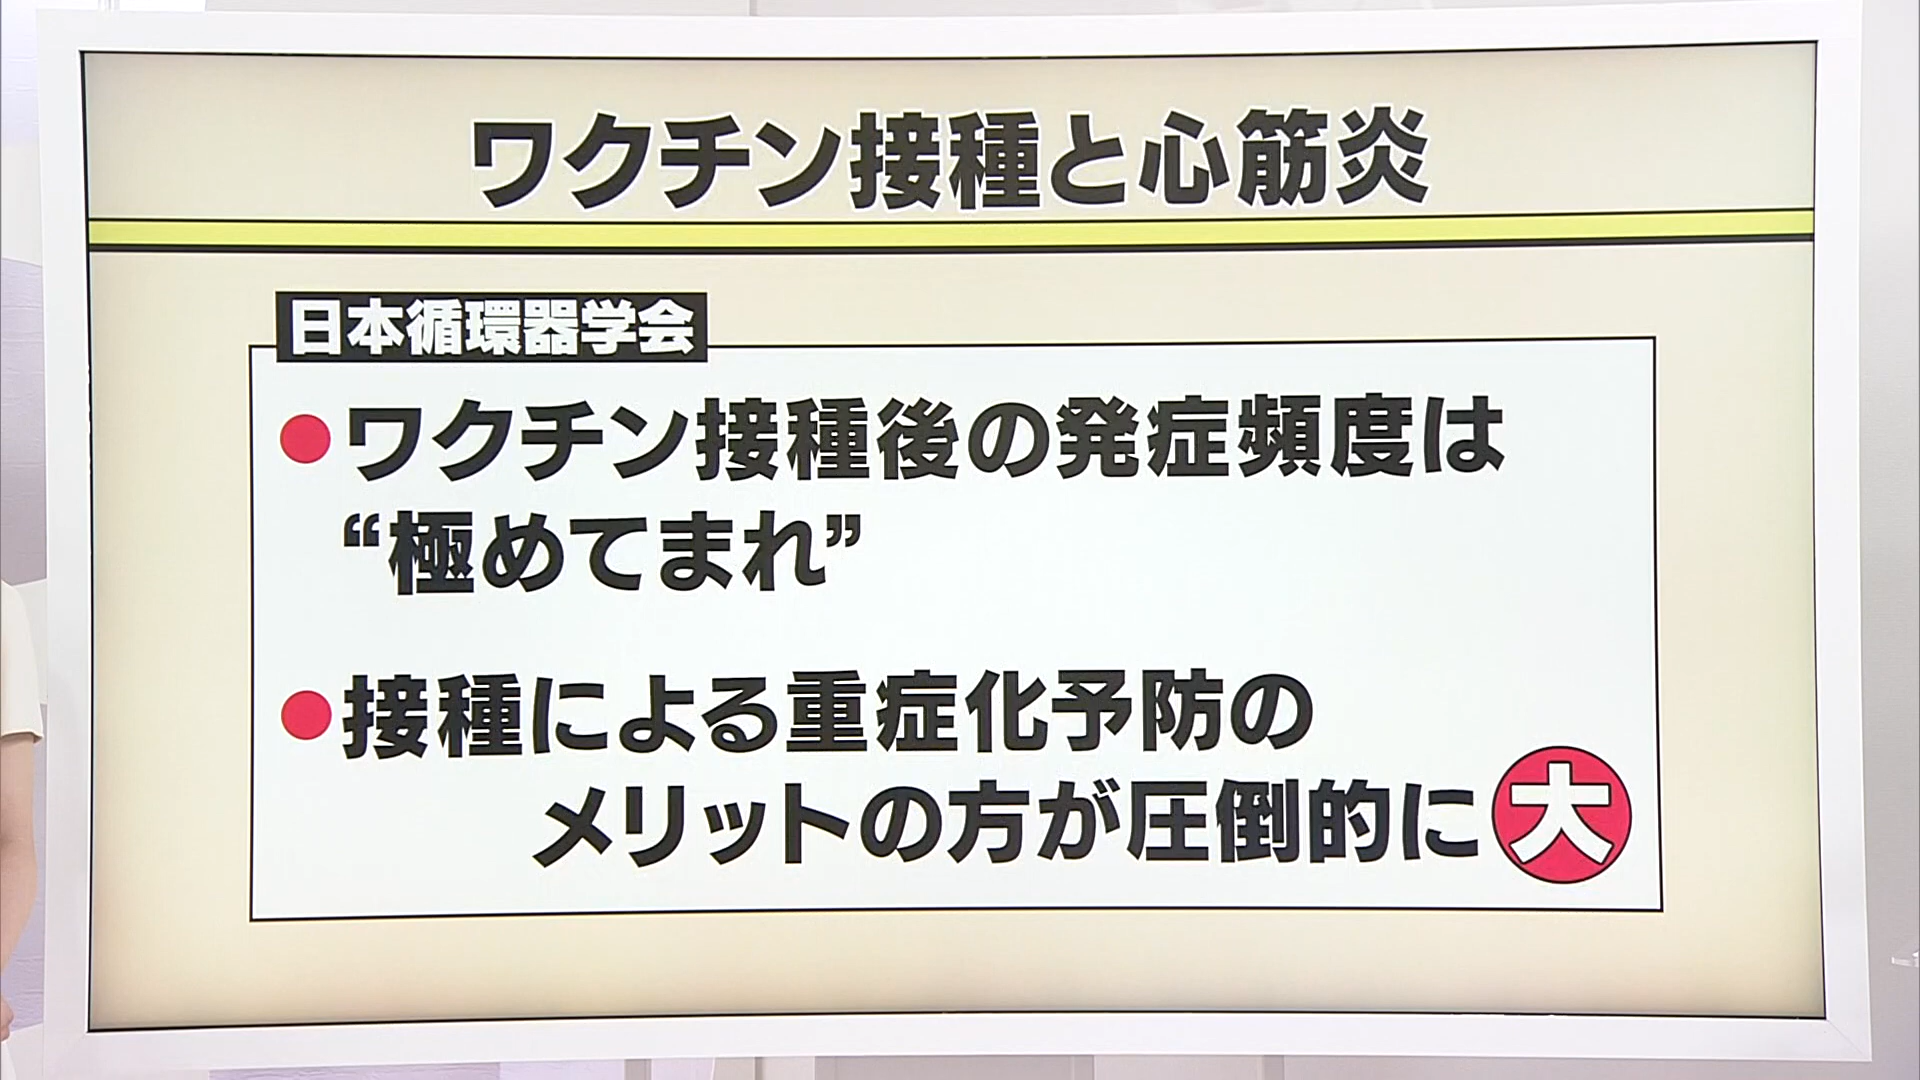 ワクチン接種と心筋炎
日本循環器学会
●ワクチン接種後の発症頻度は
“極めてまれ”
●接種による重症化予防の
メリットの方が圧倒的に大